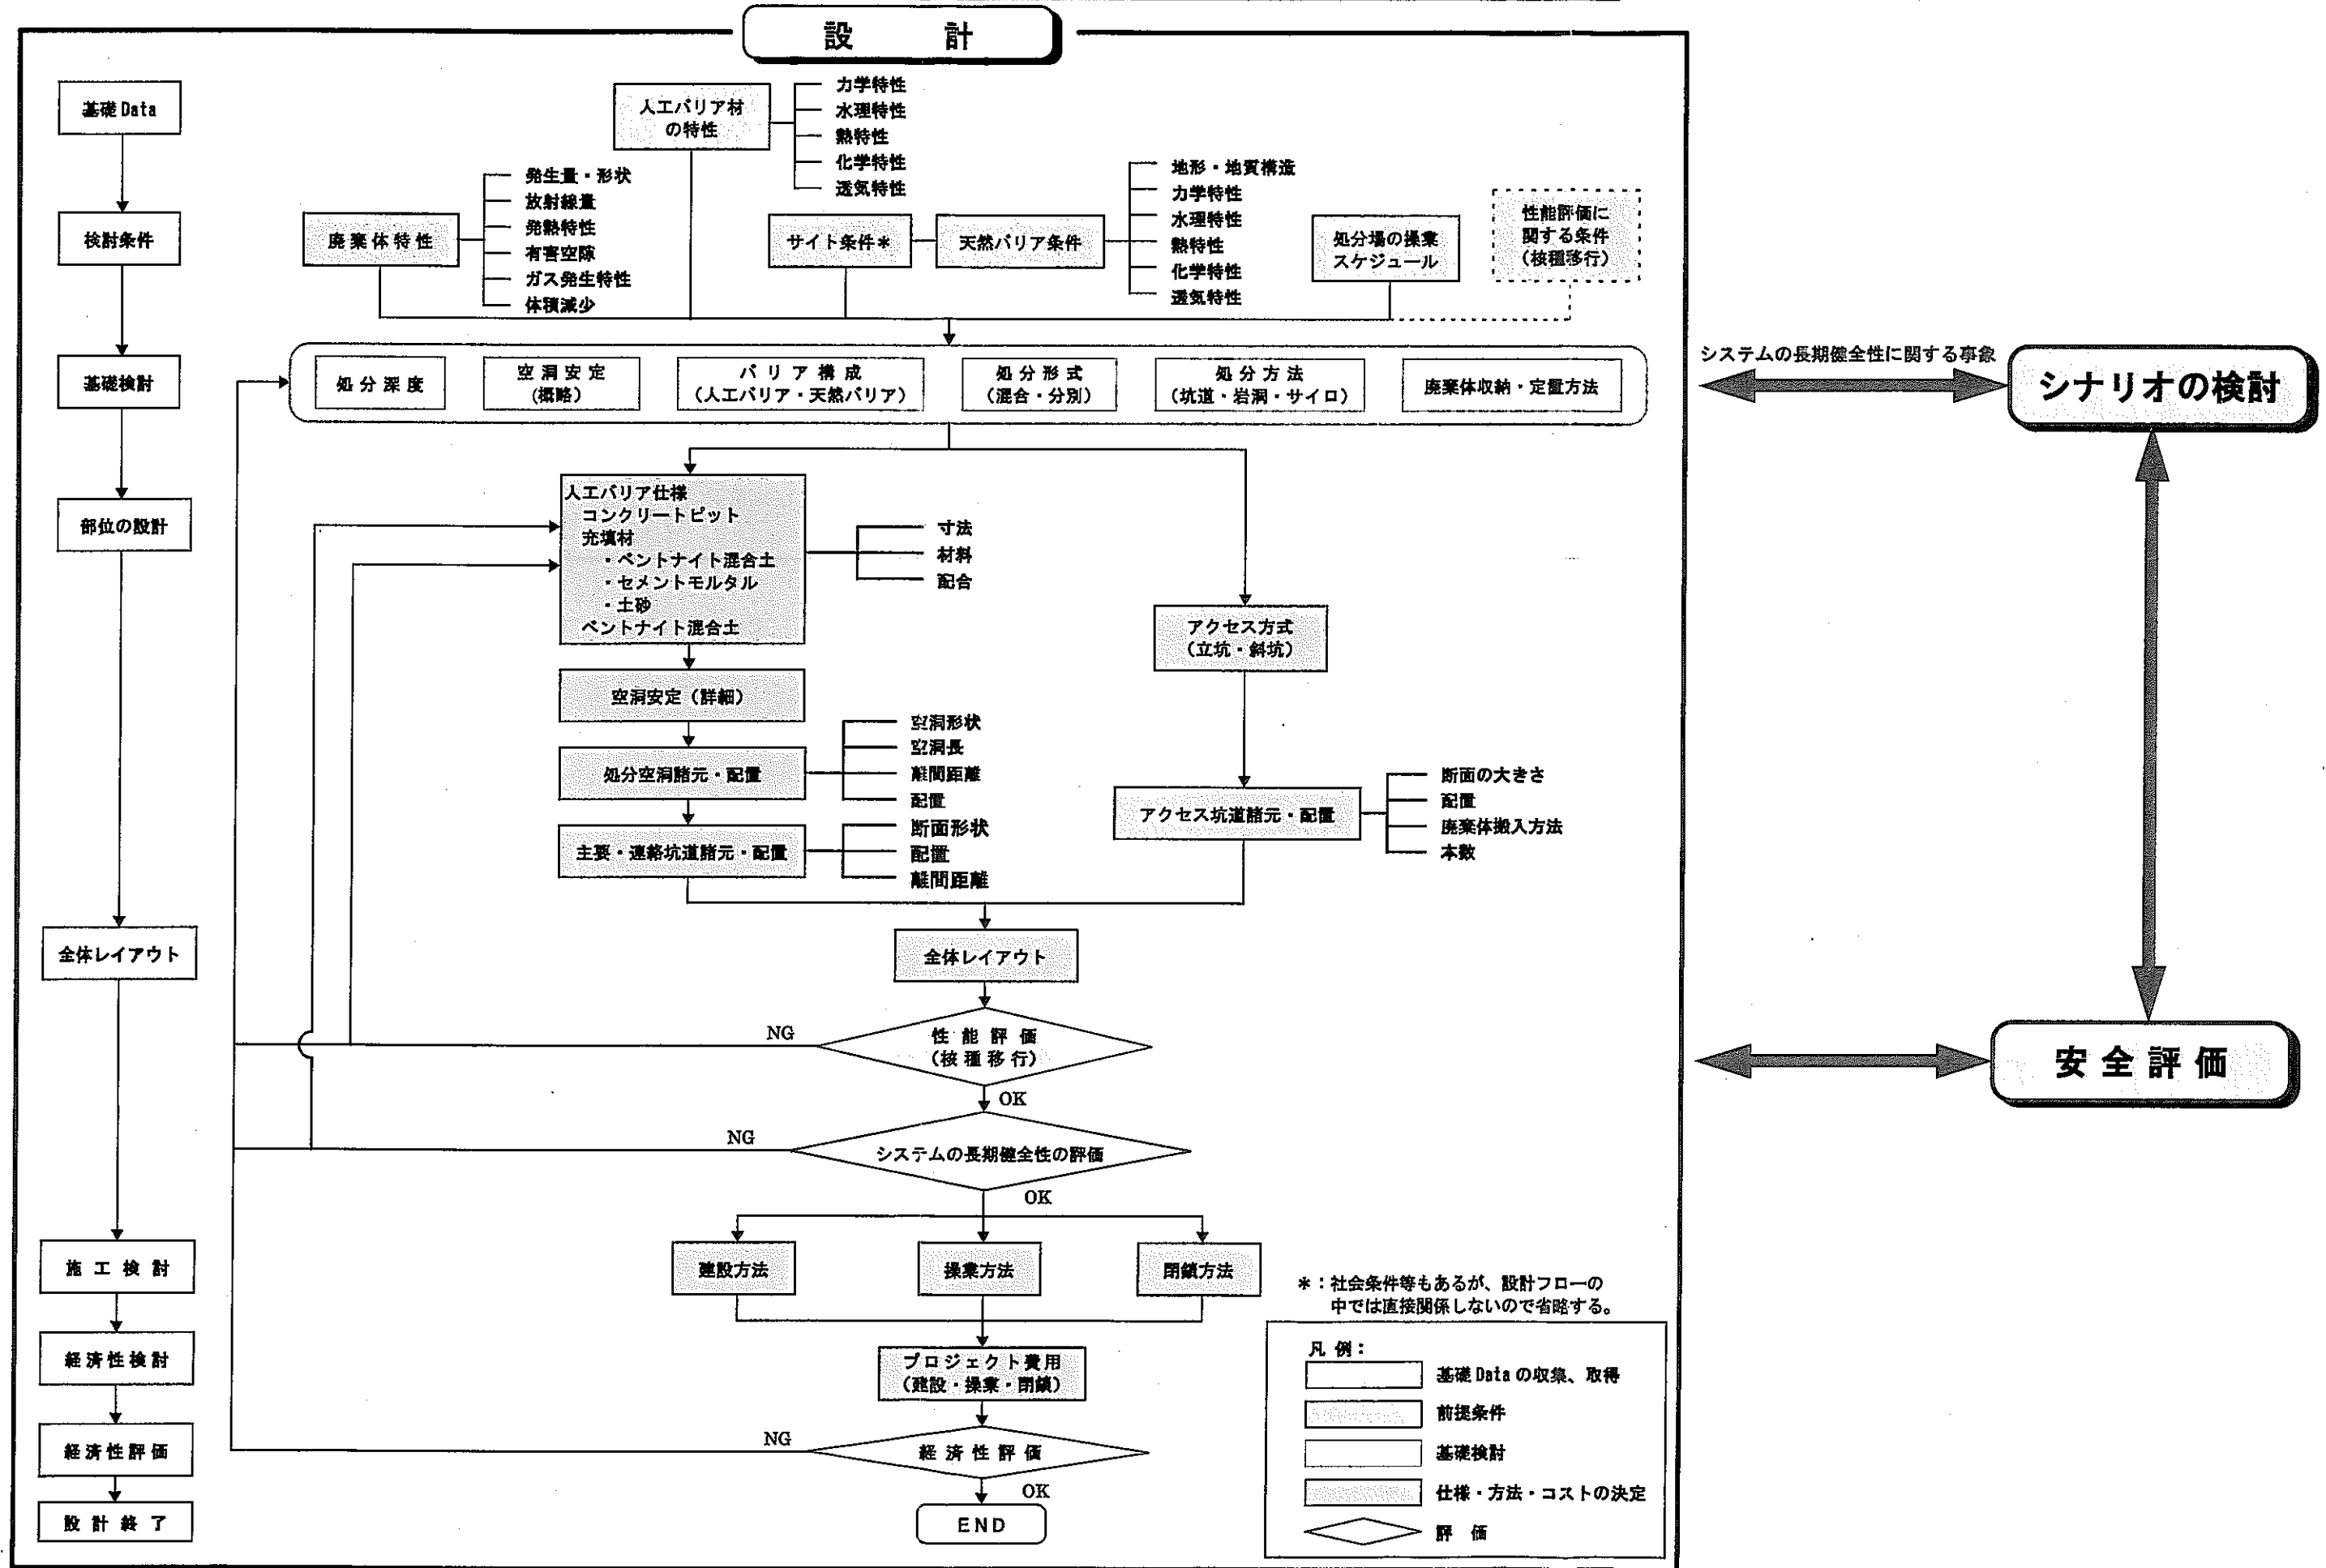 設 計
基礎 Data
検討条件
基礎検討
部位の設計
全体レイアウト
施工検討
経済性検討
経済性評価
設計終了
人工バリア材
の特性
力学特性
水理特性
熱特性
化学特性
透気特性
廃棄体特性
発生量・形状
放射線量
発熱特性
有害空隙
ガス発生特性
体積減少
サイト条件*
天然バリア条件
地形・地質構造
力学特性
水理特性
熱特性
化学特性
透気特性
処分場の操業
スケジュール
性能評価に
関する条件
(核種移行)
処分深度
空洞安定
(概略)
バリア構成
(人工バリア・天然バリア)
処分形式
(混合・分別)
処分方法
(坑道・岩洞・サイロ)
廃棄体収納・定置方法
人工バリア仕様
コンクリートピット
充填材
・ベントナイト混合土
・セメントモルタル
・土砂
ベントナイト混合土
寸法
材料
配合
アクセス方式
(立坑・斜坑)
空洞安定(詳細)
処分空洞諸元・配置
空洞形状
空洞長
離間距離
配置
主要・連絡坑道諸元・配置
断面形状
配置
離間距離
アクセス坑道諸元・配置
断面の大きさ
配置
廃棄体搬入方法
本数
全体レイアウト
NG
性能評価
(核種移行)
OK
NG
システムの長期健全性の評価
OK
建設方法
操業方法
閉鎖方法
プロジェクト費用
(建設・操業・閉鎖)
NG
経済性評価
OK
END
*:社会条件等もあるが、設計フローの
中では直接関係しないので省略する。
凡例:
基礎 Data の収集、取得
前提条件
基礎検討
仕様・方法・コストの決定
評価
システムの長期健全性に関する事象
シナリオの検討
安全評価